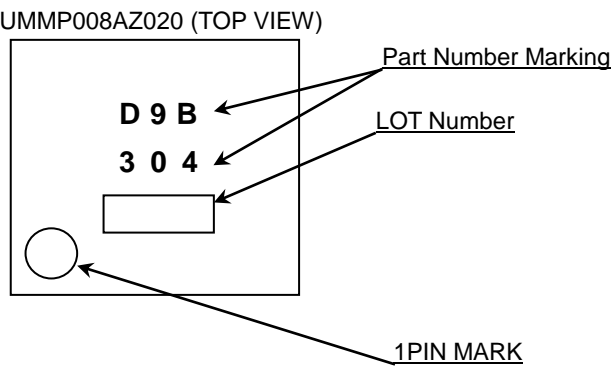 UMMP008AZ020 (TOP VIEW)
Part Number Marking
D 9 B
LOT Number
3 0 4
1PIN MARK